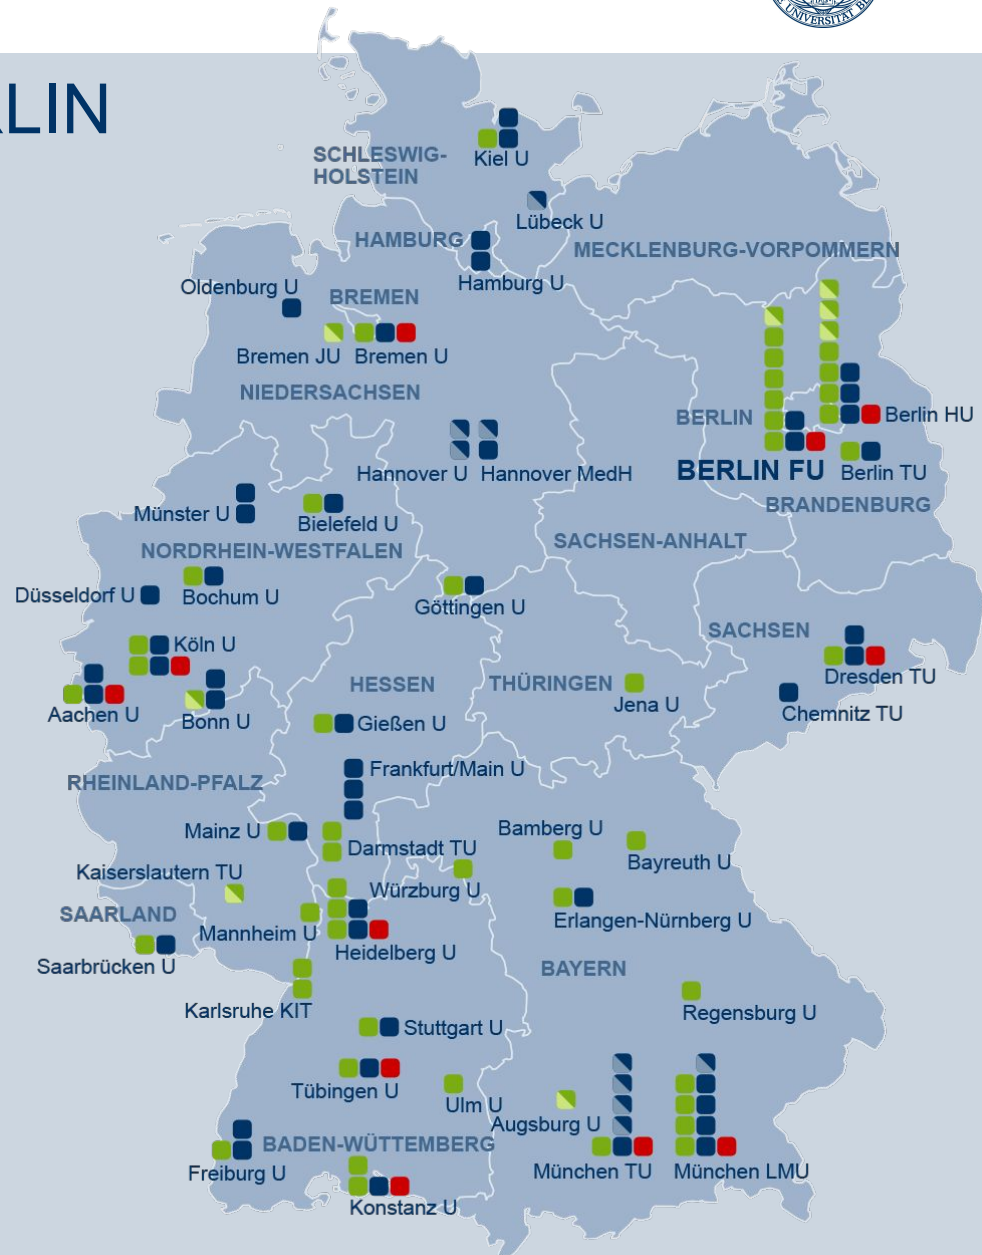 UNIVERSITÄT
RLIN
SCHLESWIG-
HOLSTEIN
Kiel U
Lübeck U
HAMBURG
MECKLENBURG-VORPOMMERN
Hamburg U
Oldenburg U
BREMEN
Bremen JU
Bremen U
NIEDERSACHSEN
BERLIN
Berlin HU
Hannover U
Hannover MedH
BERLIN FU
Berlin TU
BRANDENBURG
Münster U
Bielefeld U
NORDRHEIN-WESTFALEN
SACHSEN-ANHALT
Düsseldorf U
Bochum U
Göttingen U
SACHSEN
Köln U
Dresden TU
HESSEN
THÜRINGEN
Jena U
Aachen U
Bonn U
Gießen U
Chemnitz TU
RHEINLAND-PFALZ
Frankfurt/Main U
Mainz U
Darmstadt TU
Bamberg U
Bayreuth U
Kaiserslautern TU
Würzburg U
SAARLAND
Mannheim U
Erlangen-Nürnberg U
Heidelberg U
Saarbrücken U
BAYERN
Karlsruhe KIT
Regensburg U
Stuttgart U
Tübingen U
Ulm U
Augsburg U
BADEN-WÜTTEMBERG
Freiburg U
München TU
München LMU
Konstanz U